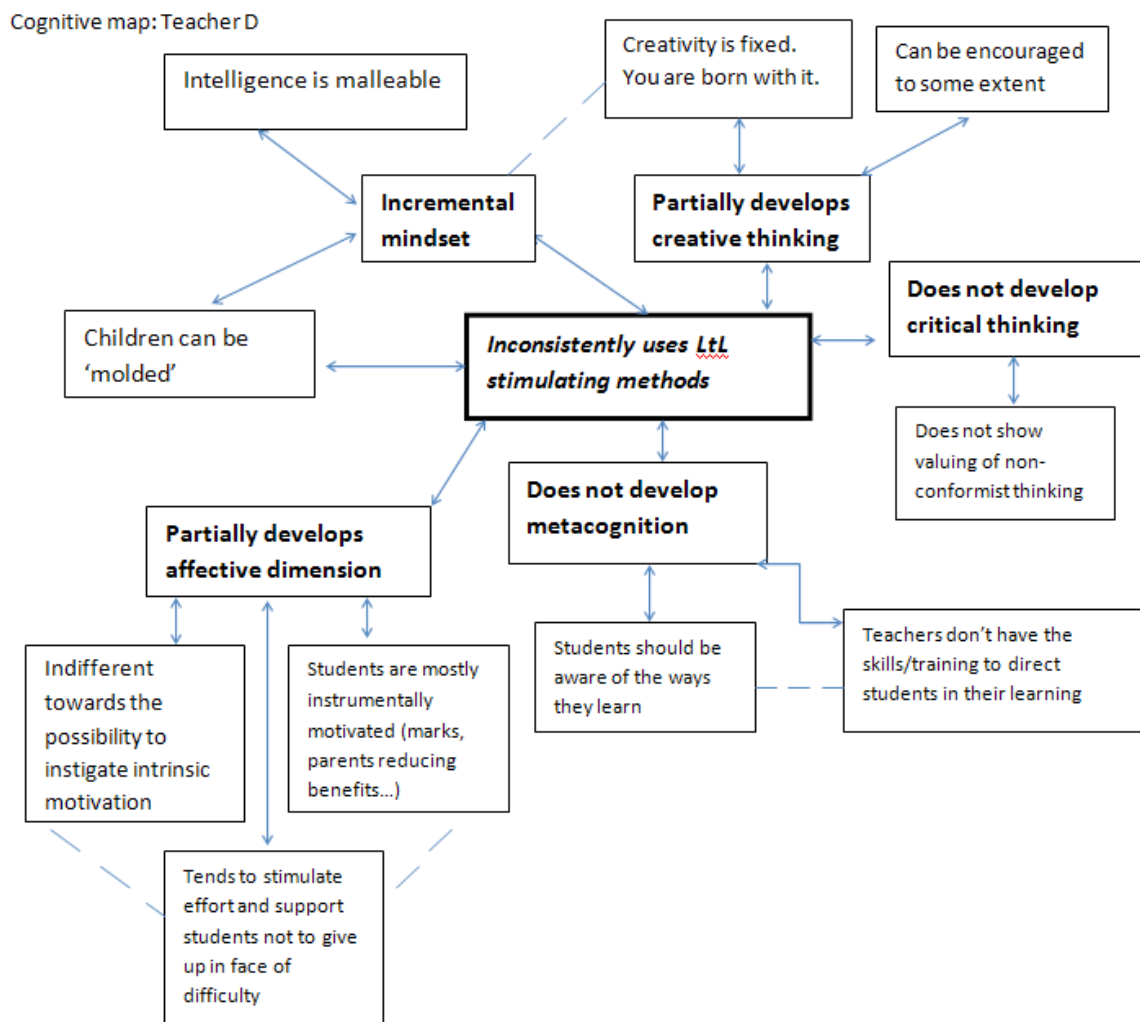 Cognitive map: Teacher D
Intelligence is malleable
Creativity is fixed.
You are born with it.
Can be encouraged
to some extent
Incremental
mindset
Partially develops
creative thinking
Does not develop
critical thinking
Children can be
‘molded’
Inconsistently uses LtL
stimulating methods
Does not show
valuing of non-
conformist thinking
Does not develop
metacognition
Partially develops
affective dimension
Students should be
aware of the ways
they learn
Teachers don’t have the
skills/training to direct
students in their learning
Indifferent
towards the
possibility to
instigate intrinsic
motivation
Students are mostly
instrumentally
motivated (marks,
parents reducing
benefits...)
Tends to stimulate
effort and support
students not to give
up in face of
difficulty